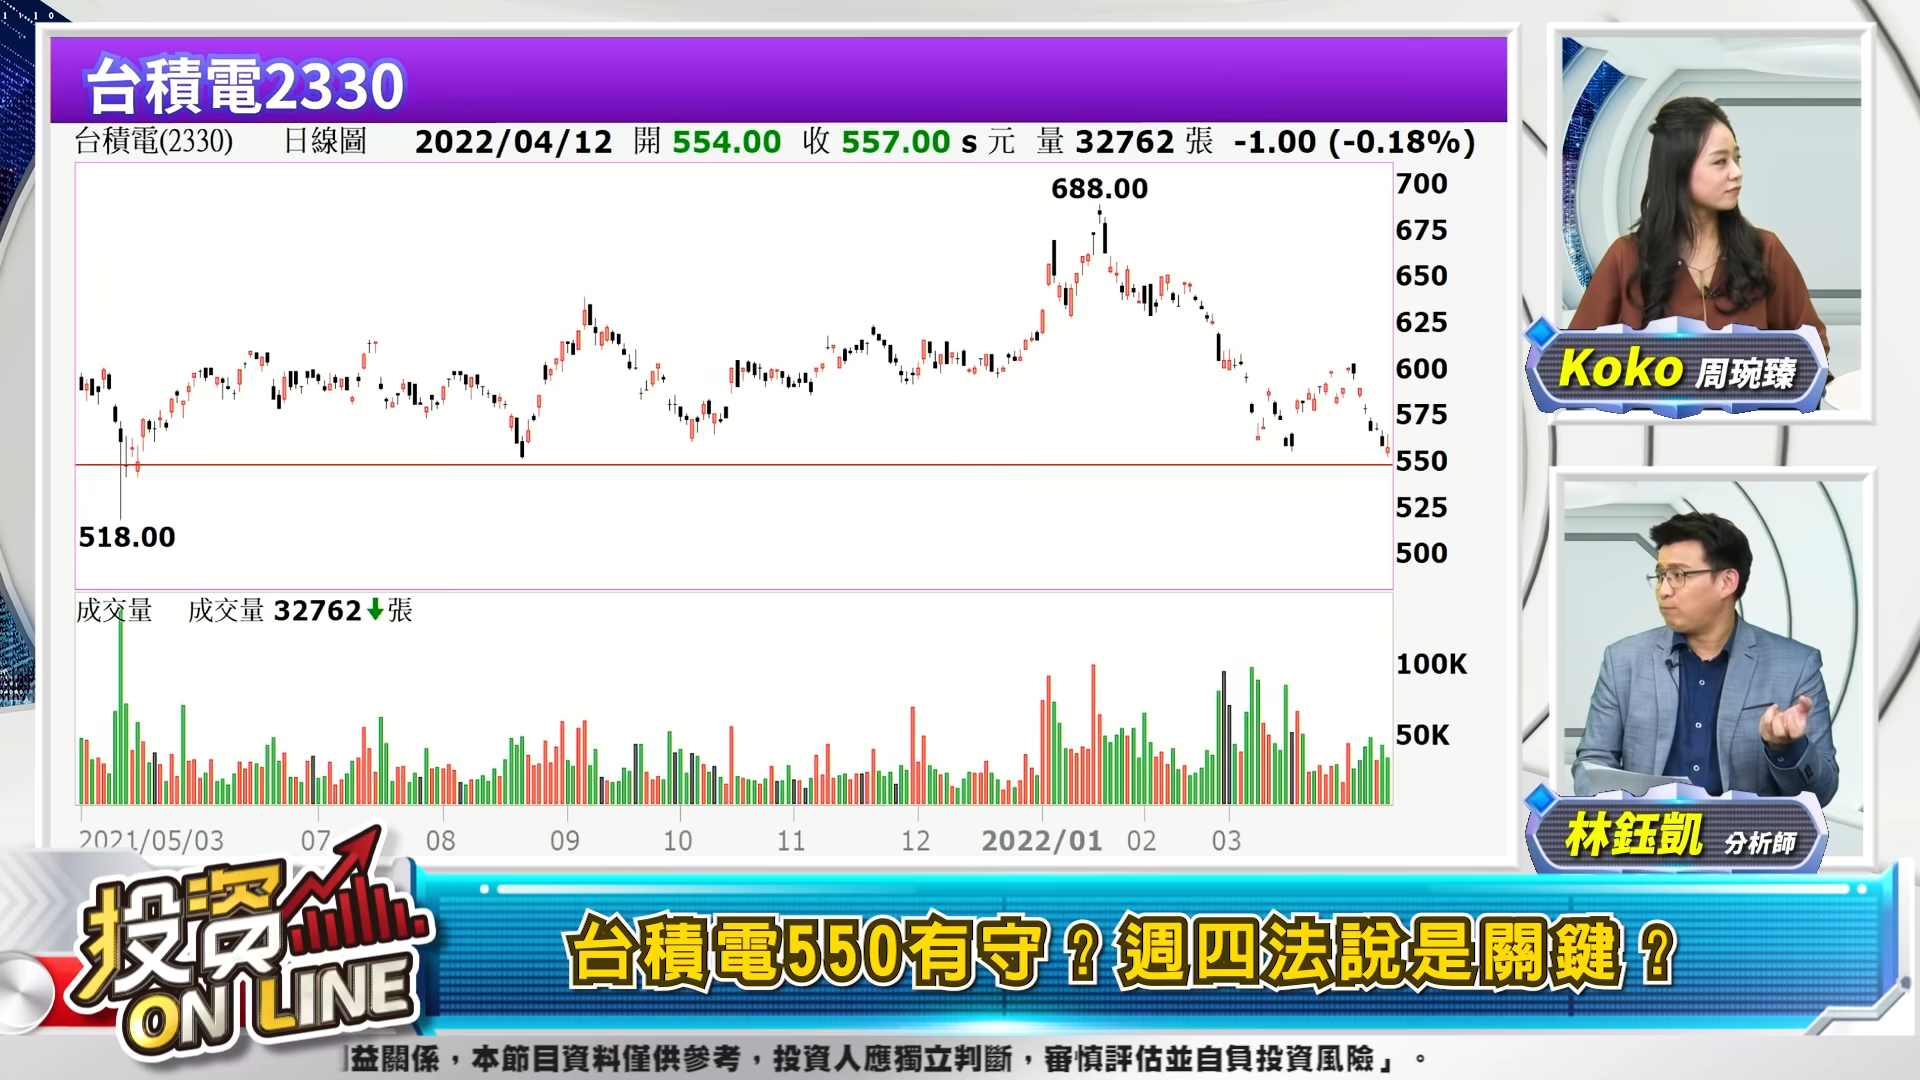 台積電2330
台積電(2330) 日線圖 2022/04/12 開 554.00 收 557.00 s 元 量 32762 張 -1.00 (-0.18%)
688.00
700
675
650
625
600
575
550
525
500
518.00
成交量 成交量 32762↓張
100K
50K
2021/05/03 07 08 09 10 11 12 2022/01 02 03
Koko 周琬臻
林鈺凱 分析師
投資
ON LINE
台積電550有守？週四法說是關鍵？
益關係，本節目資料僅供參考，投資人應獨立判斷，審慎評估並自負投資風險」。